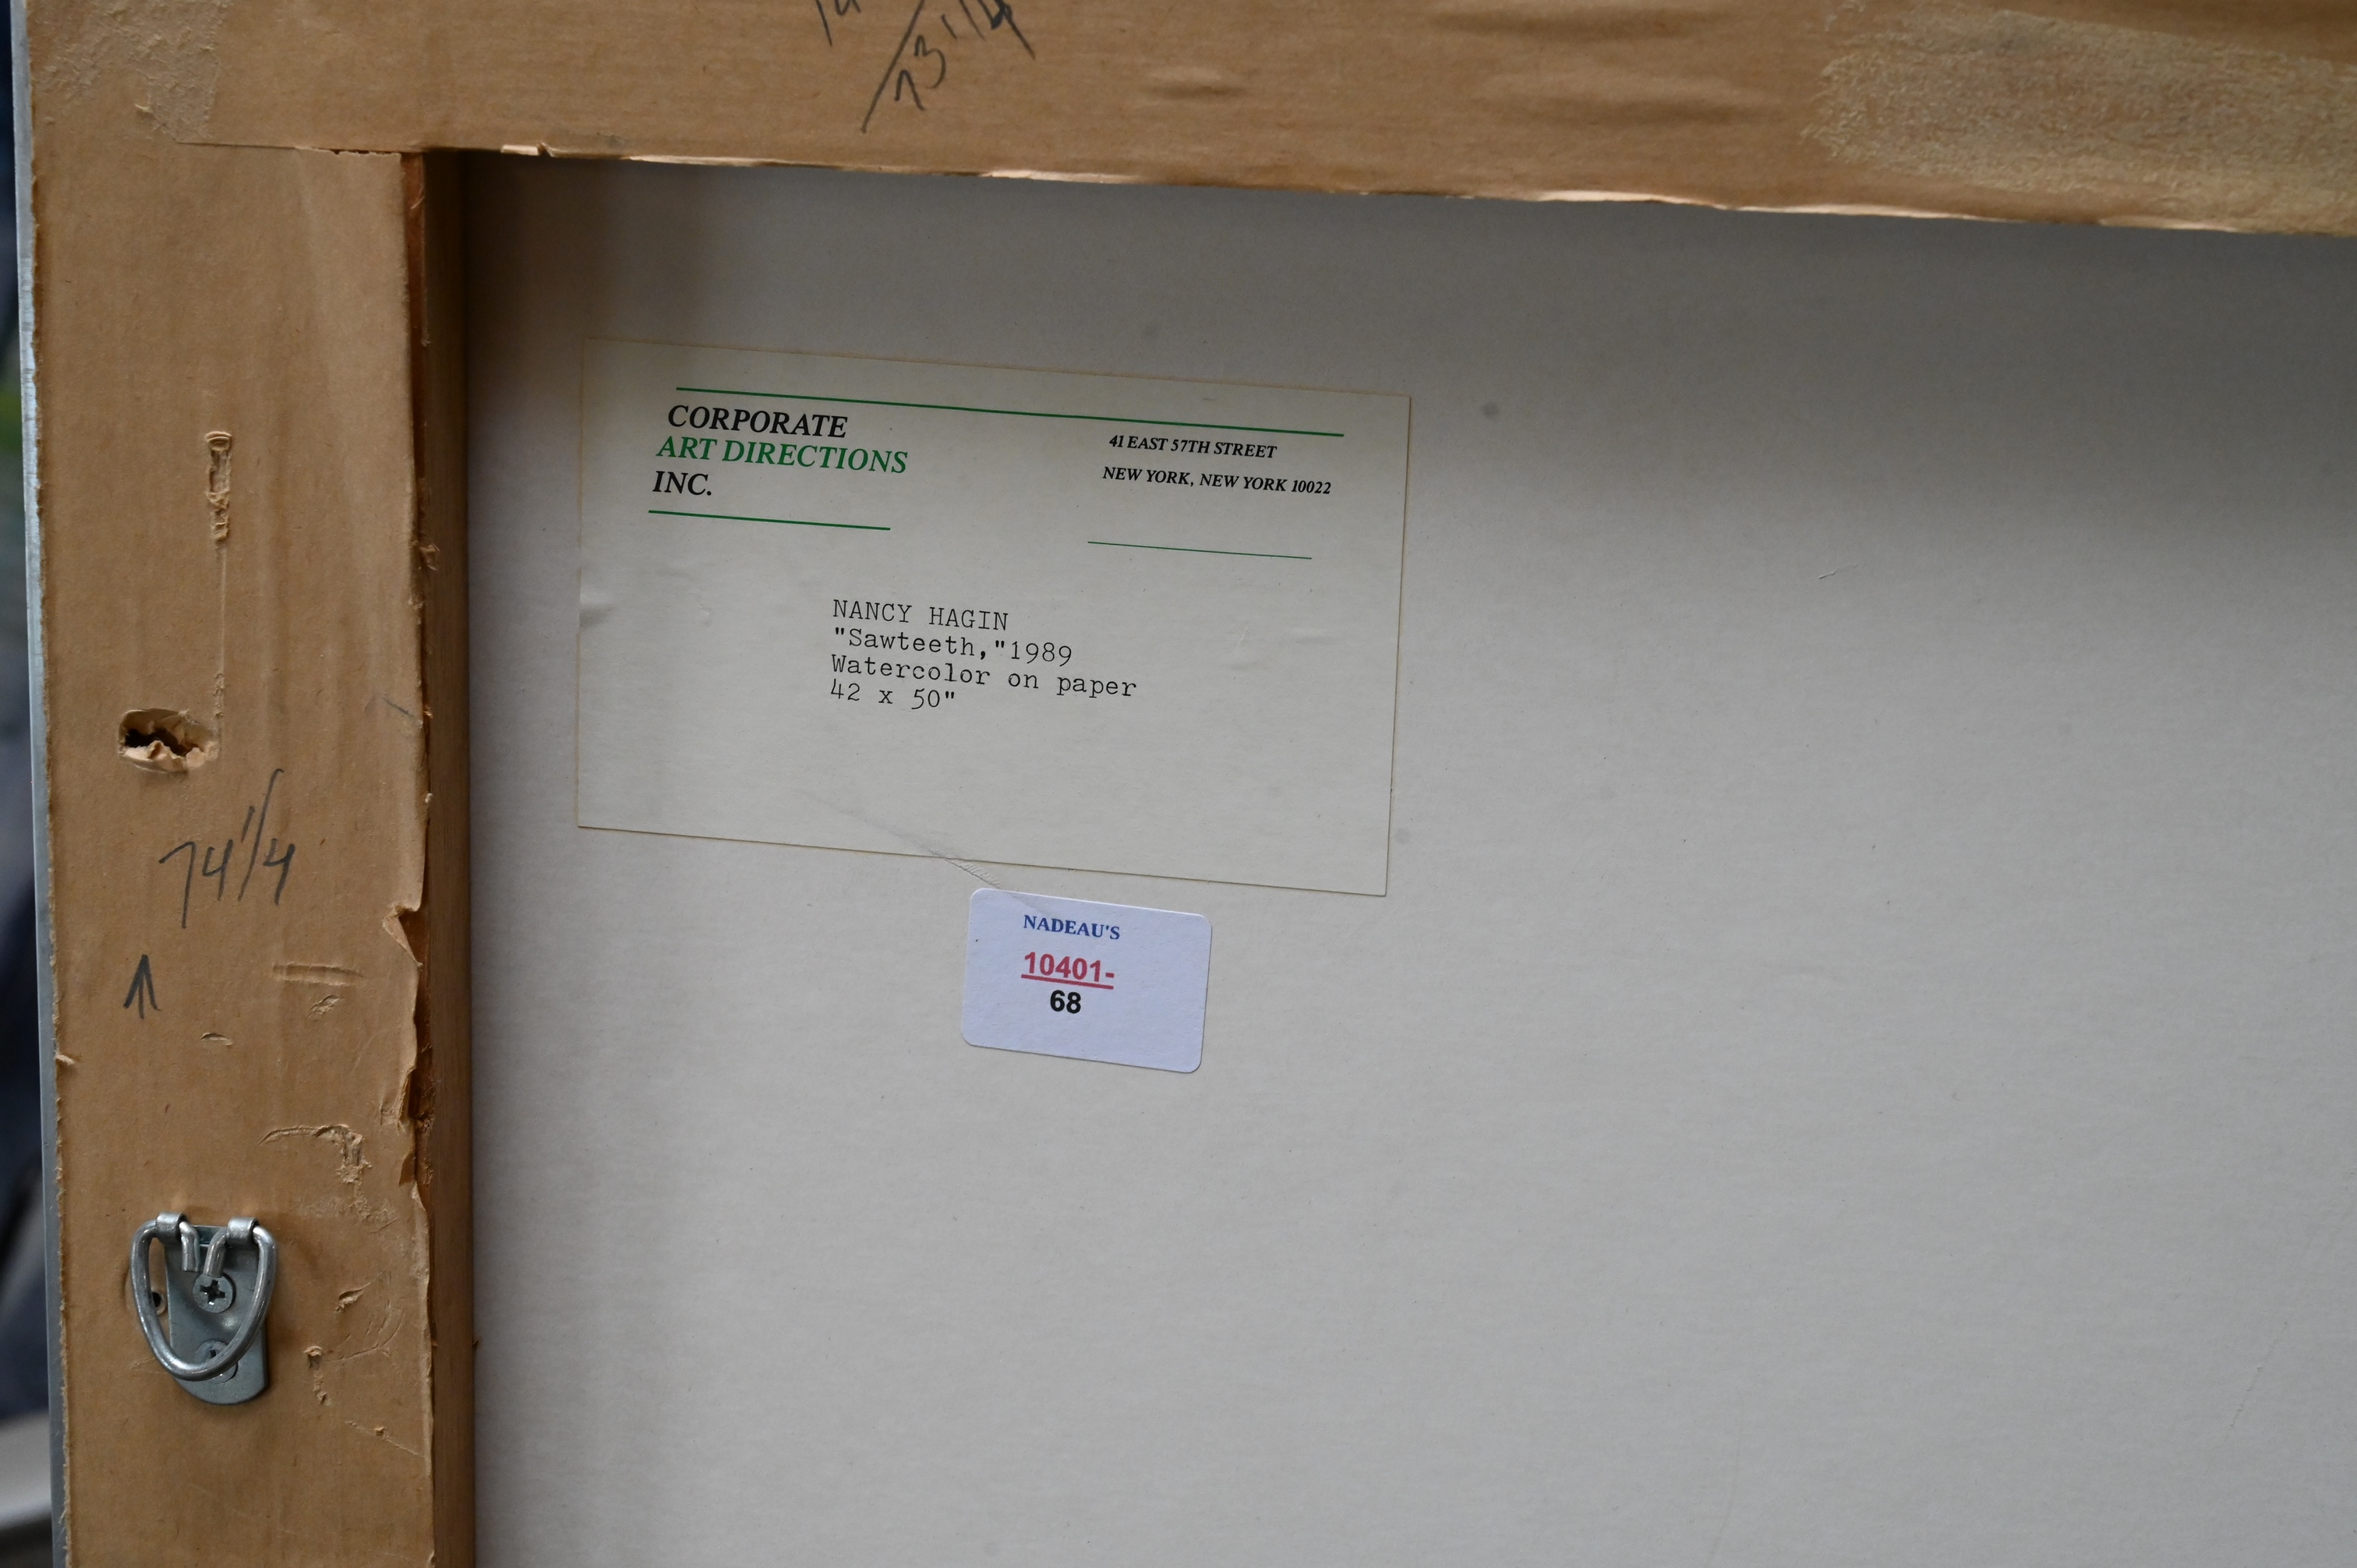 73 1/4
CORPORATE
ART DIRECTIONS
INC.
41 EAST 57TH STREET
NEW YORK, NEW YORK 10022
NANCY HAGIN
"Sawteeth,"1989
Watercolor on paper
42 x 50"
74 1/4
NADEAU'S
10401-
68